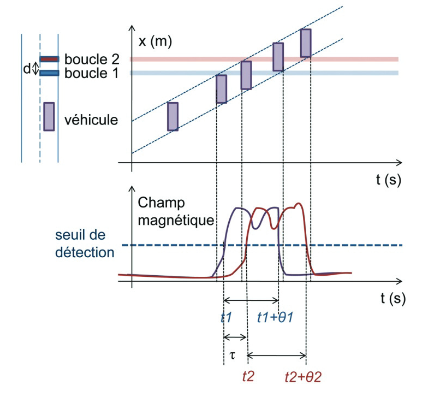 x (m)
boucle 2
d
boucle 1
véhicule
t (s)
Champ
magnétique
seuil de
détection
t (s)
t1
t1+θ1
τ
t2
t2+θ2